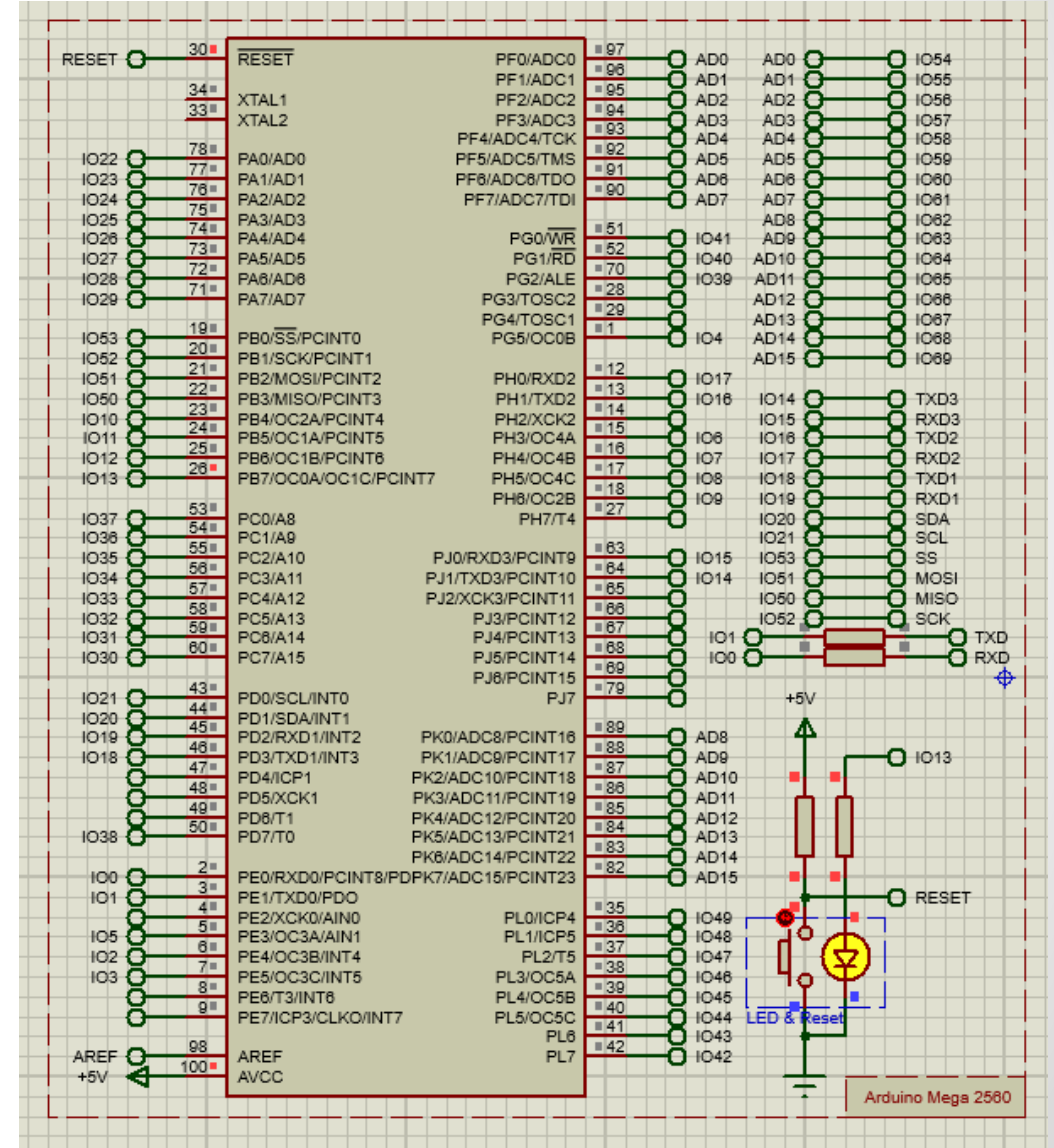 RESET 30 RESET
34 XTAL1
33 XTAL2
IO22 78 PA0/AD0
IO23 77 PA1/AD1
IO24 76 PA2/AD2
IO25 75 PA3/AD3
IO26 74 PA4/AD4
IO27 73 PA5/AD5
IO28 72 PA6/AD6
IO29 71 PA7/AD7
IO53 19 PB0/SS/PCINT0
IO52 20 PB1/SCK/PCINT1
IO51 21 PB2/MOSI/PCINT2
IO50 22 PB3/MISO/PCINT3
IO10 23 PB4/OC2A/PCINT4
IO11 24 PB5/OC1A/PCINT5
IO12 25 PB6/OC1B/PCINT6
IO13 26 PB7/OC0A/OC1C/PCINT7
IO37 53 PC0/A8
IO36 54 PC1/A9
IO35 55 PC2/A10
IO34 56 PC3/A11
IO33 57 PC4/A12
IO32 58 PC5/A13
IO31 59 PC6/A14
IO30 60 PC7/A15
IO21 43 PD0/SCL/INT0
IO20 44 PD1/SDA/INT1
IO19 45 PD2/RXD1/INT2
IO18 46 PD3/TXD1/INT3
47 PD4/ICP1
48 PD5/XCK1
49 PD6/T1
IO38 50 PD7/T0
IO0 2 PE0/RXD0/PCINT8/PD
IO1 3 PE1/TXD0/PDO
4 PE2/XCK0/AIN0
IO5 5 PE3/OC3A/AIN1
IO2 6 PE4/OC3B/INT4
IO3 7 PE5/OC3C/INT5
8 PE6/T3/INT6
9 PE7/ICP3/CLKO/INT7
AREF 98 AREF
+5V 100 AVCC
PF0/ADC0 97 AD0
PF1/ADC1 96 AD1
PF2/ADC2 95 AD2
PF3/ADC3 94 AD3
PF4/ADC4/TCK 93 AD4
PF5/ADC5/TMS 92 AD5
PF6/ADC6/TDO 91 AD6
PF7/ADC7/TDI 90 AD7
PG0/WR 51 IO41
PG1/RD 52 IO40
PG2/ALE 70 IO39
PG3/TOSC2 28
PG4/TOSC1 29
PG5/OC0B 1 IO4
PH0/RXD2 12 IO17
PH1/TXD2 13 IO16
PH2/XCK2 14
PH3/OC4A 15 IO6
PH4/OC4B 16 IO7
PH5/OC4C 17 IO8
PH6/OC2B 18 IO9
PH7/T4 27
PJ0/RXD3/PCINT9 63 IO15
PJ1/TXD3/PCINT10 64 IO14
PJ2/XCK3/PCINT11 65
PJ3/PCINT12 66
PJ4/PCINT13 67
PJ5/PCINT14 68
PJ6/PCINT15 69
PJ7 79
PK0/ADC8/PCINT16 89 AD8
PK1/ADC9/PCINT17 88 AD9
PK2/ADC10/PCINT18 87 AD10
PK3/ADC11/PCINT19 86 AD11
PK4/ADC12/PCINT20 85 AD12
PK5/ADC13/PCINT21 84 AD13
PK6/ADC14/PCINT22 83 AD14
PK7/ADC15/PCINT23 82 AD15
PL0/ICP4 35 IO49
PL1/ICP5 36 IO48
PL2/T5 37 IO47
PL3/OC5A 38 IO46
PL4/OC5B 39 IO45
PL5/OC5C 40 IO44
PL6 41 IO43
PL7 42 IO42
AD0 IO54
AD1 IO55
AD2 IO56
AD3 IO57
AD4 IO58
AD5 IO59
AD6 IO60
AD7 IO61
AD8 IO62
AD9 IO63
AD10 IO64
AD11 IO65
AD12 IO66
AD13 IO67
AD14 IO68
AD15 IO69
IO14 TXD3
IO15 RXD3
IO16 TXD2
IO17 RXD2
IO18 TXD1
IO19 RXD1
IO20 SDA
IO21 SCL
IO53 SS
IO51 MOSI
IO50 MISO
IO52 SCK
IO1 TXD
IO0 RXD
+5V
IO13
RESET
LED & Reset
Arduino Mega 2560